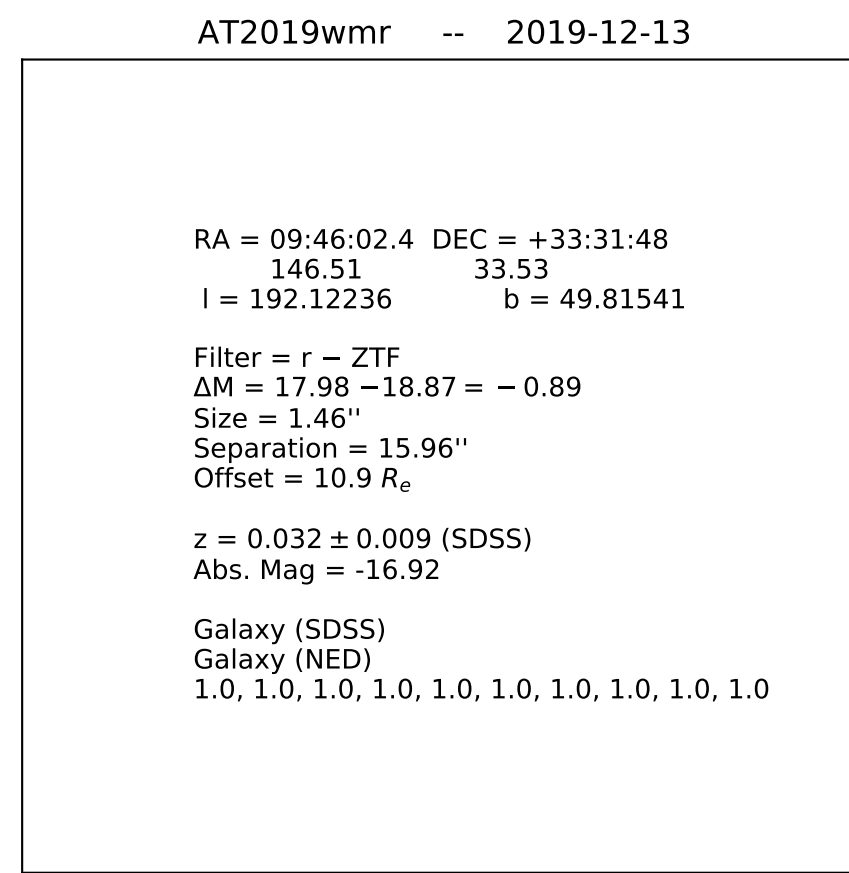 AT2019wmr -- 2019-12-13
RA = 09:46:02.4 DEC = +33:31:48
146.51 33.53
l = 192.12236 b = 49.81541
Filter = r − ZTF
ΔM = 17.98 −18.87 = − 0.89
Size = 1.46''
Separation = 15.96''
Offset = 10.9 Rₑ
z = 0.032 ± 0.009 (SDSS)
Abs. Mag = -16.92
Galaxy (SDSS)
Galaxy (NED)
1.0, 1.0, 1.0, 1.0, 1.0, 1.0, 1.0, 1.0, 1.0, 1.0